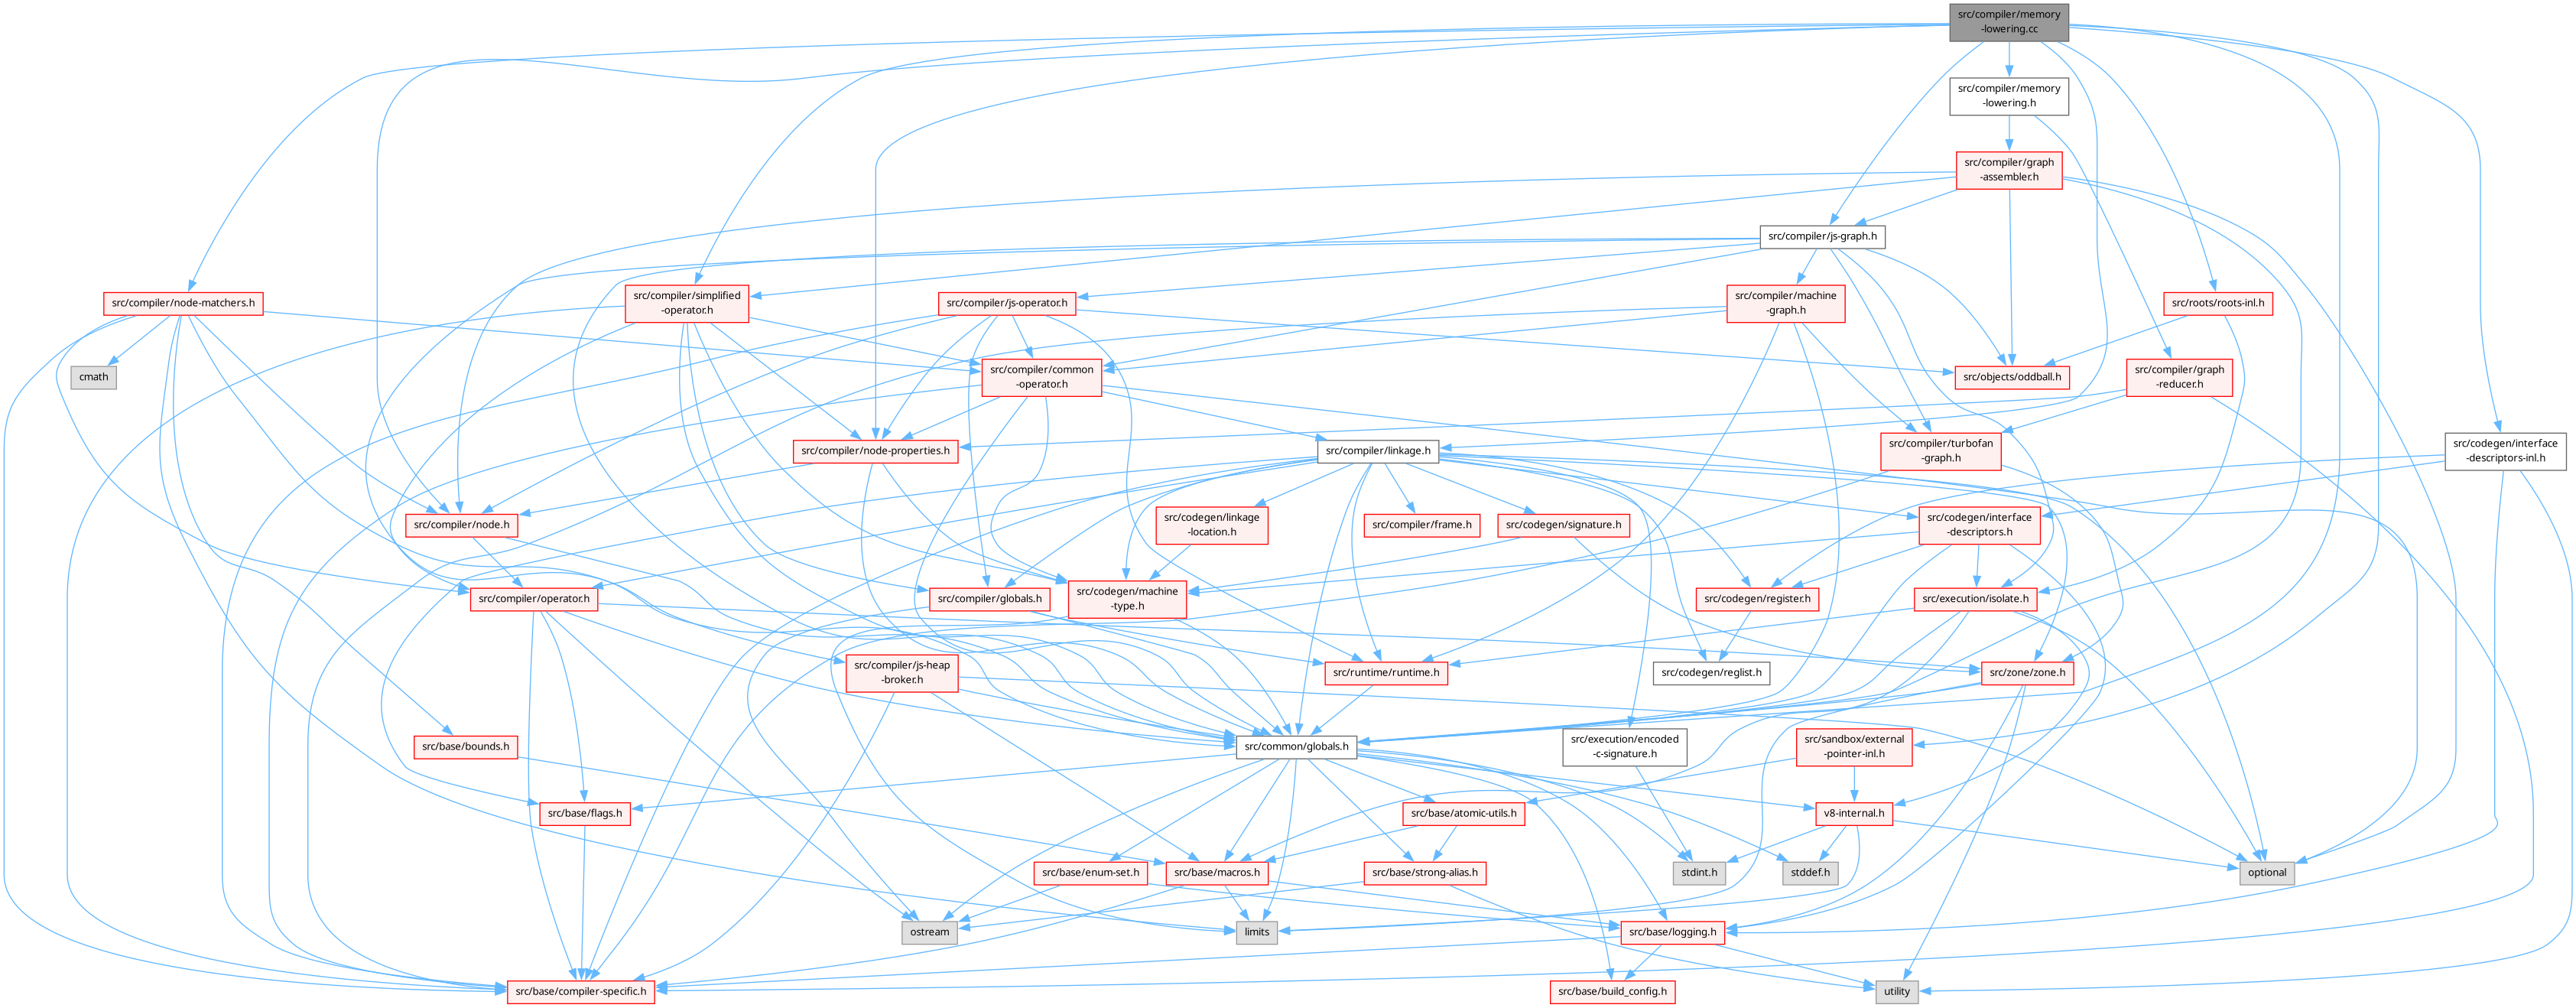 src/compiler/memory
-lowering.cc
src/compiler/memory
-lowering.h
src/compiler/graph
-assembler.h
src/compiler/js-graph.h
src/compiler/node-matchers.h
src/compiler/simplified
-operator.h
src/compiler/js-operator.h
src/compiler/machine
-graph.h
src/roots/roots-inl.h
cmath
src/compiler/common
-operator.h
src/objects/oddball.h
src/compiler/graph
-reducer.h
src/compiler/node-properties.h
src/compiler/linkage.h
src/compiler/turbofan
-graph.h
src/codegen/interface
-descriptors-inl.h
src/compiler/node.h
src/codegen/linkage
-location.h
src/compiler/frame.h
src/codegen/signature.h
src/codegen/interface
-descriptors.h
src/compiler/operator.h
src/compiler/globals.h
src/codegen/machine
-type.h
src/codegen/register.h
src/execution/isolate.h
src/compiler/js-heap
-broker.h
src/runtime/runtime.h
src/codegen/reglist.h
src/zone/zone.h
src/base/bounds.h
src/common/globals.h
src/execution/encoded
-c-signature.h
src/sandbox/external
-pointer-inl.h
src/base/flags.h
src/base/atomic-utils.h
v8-internal.h
src/base/enum-set.h
src/base/macros.h
src/base/strong-alias.h
stdint.h
stddef.h
optional
ostream
limits
src/base/logging.h
src/base/compiler-specific.h
src/base/build_config.h
utility